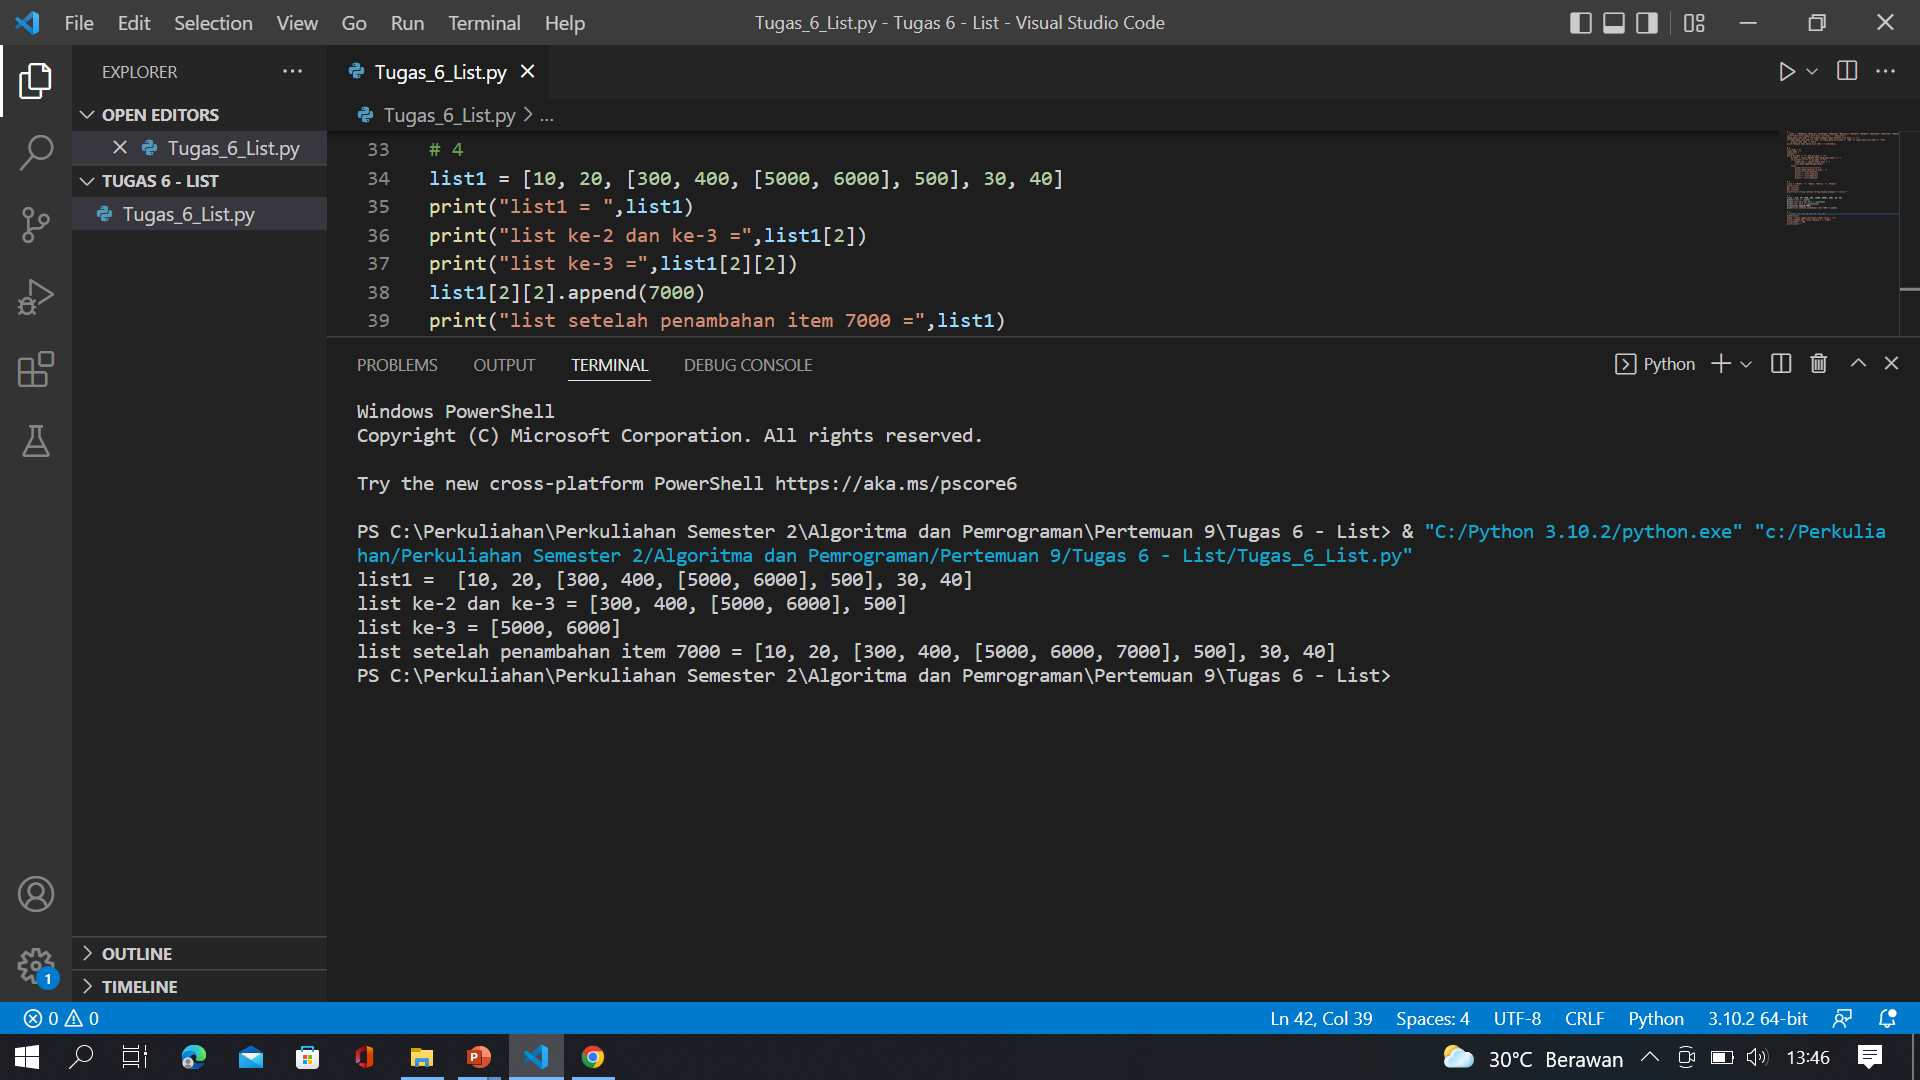 File Edit Selection View Go Run Terminal Help
Tugas_6_List.py - Tugas 6 - List - Visual Studio Code
EXPLORER
OPEN EDITORS
Tugas_6_List.py
TUGAS 6 - LIST
Tugas_6_List.py
OUTLINE
TIMELINE
Tugas_6_List.py
Tugas_6_List.py > ...
33 # 4
34 list1 = [10, 20, [300, 400, [5000, 6000], 500], 30, 40]
35 print("list1 = ",list1)
36 print("list ke-2 dan ke-3 =",list1[2])
37 print("list ke-3 =",list1[2][2])
38 list1[2][2].append(7000)
39 print("list setelah penambahan item 7000 =",list1)
PROBLEMS OUTPUT TERMINAL DEBUG CONSOLE
Python
Windows PowerShell
Copyright (C) Microsoft Corporation. All rights reserved.
Try the new cross-platform PowerShell https://aka.ms/pscore6
PS C:\Perkuliahan\Perkuliahan Semester 2\Algoritma dan Pemrograman\Pertemuan 9\Tugas 6 - List> & "C:/Python 3.10.2/python.exe" "c:/Perkulia
han/Perkuliahan Semester 2/Algoritma dan Pemrograman/Pertemuan 9/Tugas 6 - List/Tugas_6_List.py"
list1 =  [10, 20, [300, 400, [5000, 6000], 500], 30, 40]
list ke-2 dan ke-3 = [300, 400, [5000, 6000], 500]
list ke-3 = [5000, 6000]
list setelah penambahan item 7000 = [10, 20, [300, 400, [5000, 6000, 7000], 500], 30, 40]
PS C:\Perkuliahan\Perkuliahan Semester 2\Algoritma dan Pemrograman\Pertemuan 9\Tugas 6 - List>
1
0 0
Ln 42, Col 39 Spaces: 4 UTF-8 CRLF Python 3.10.2 64-bit
30°C Berawan 13:46